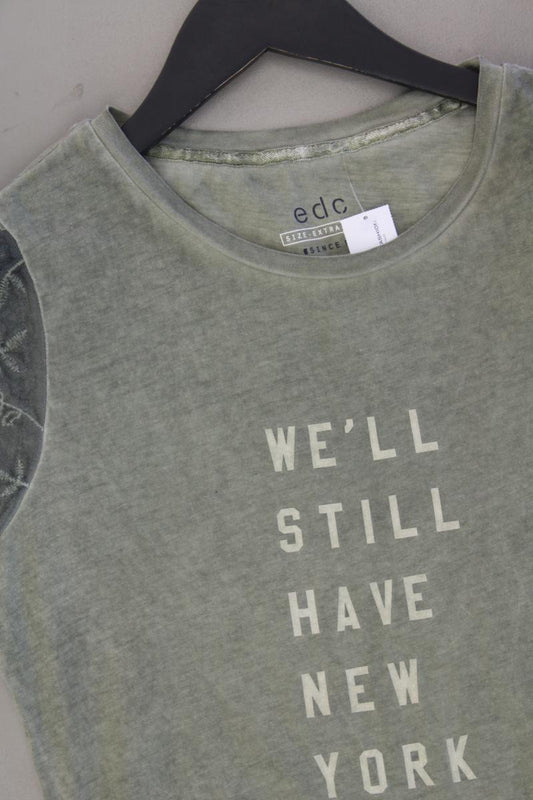 edc
SIZE-EXTRA
SINCE
WE'LL
STILL
HAVE
NEW
YORK